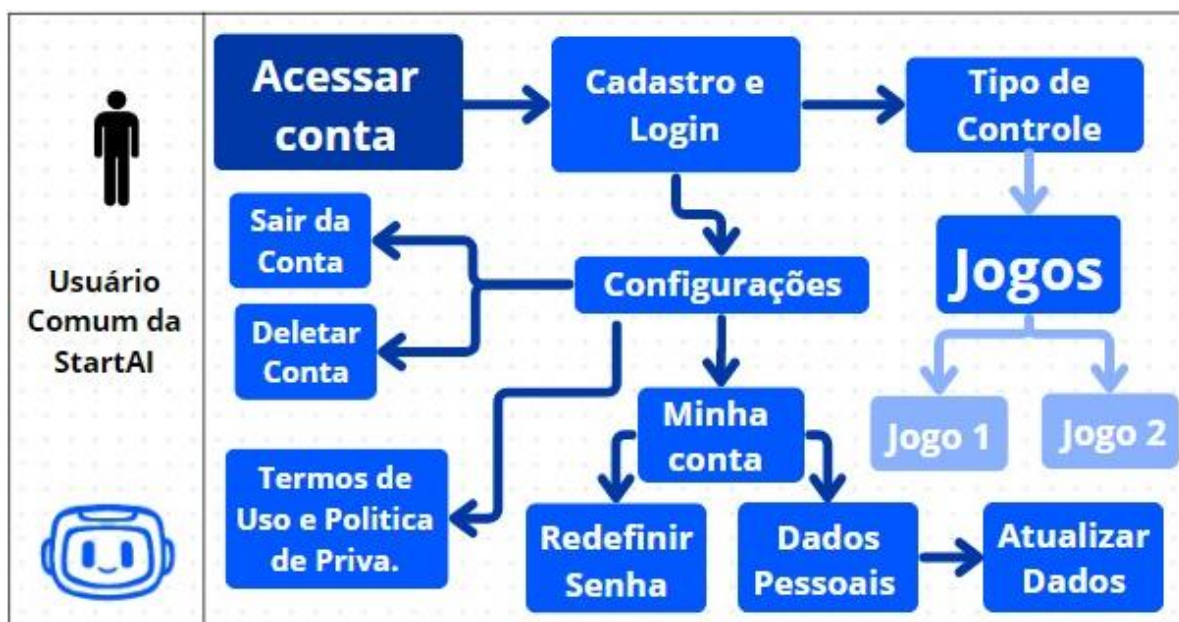 Usuário
Comum da
StartAI
Acessar
conta
Cadastro e
Login
Tipo de
Controle
Sair da
Conta
Configurações
Jogos
Deletar
Conta
Minha
conta
Jogo 1
Jogo 2
Termos de
Uso e Politica
de Priva.
Redefinir
Senha
Dados
Pessoais
Atualizar
Dados